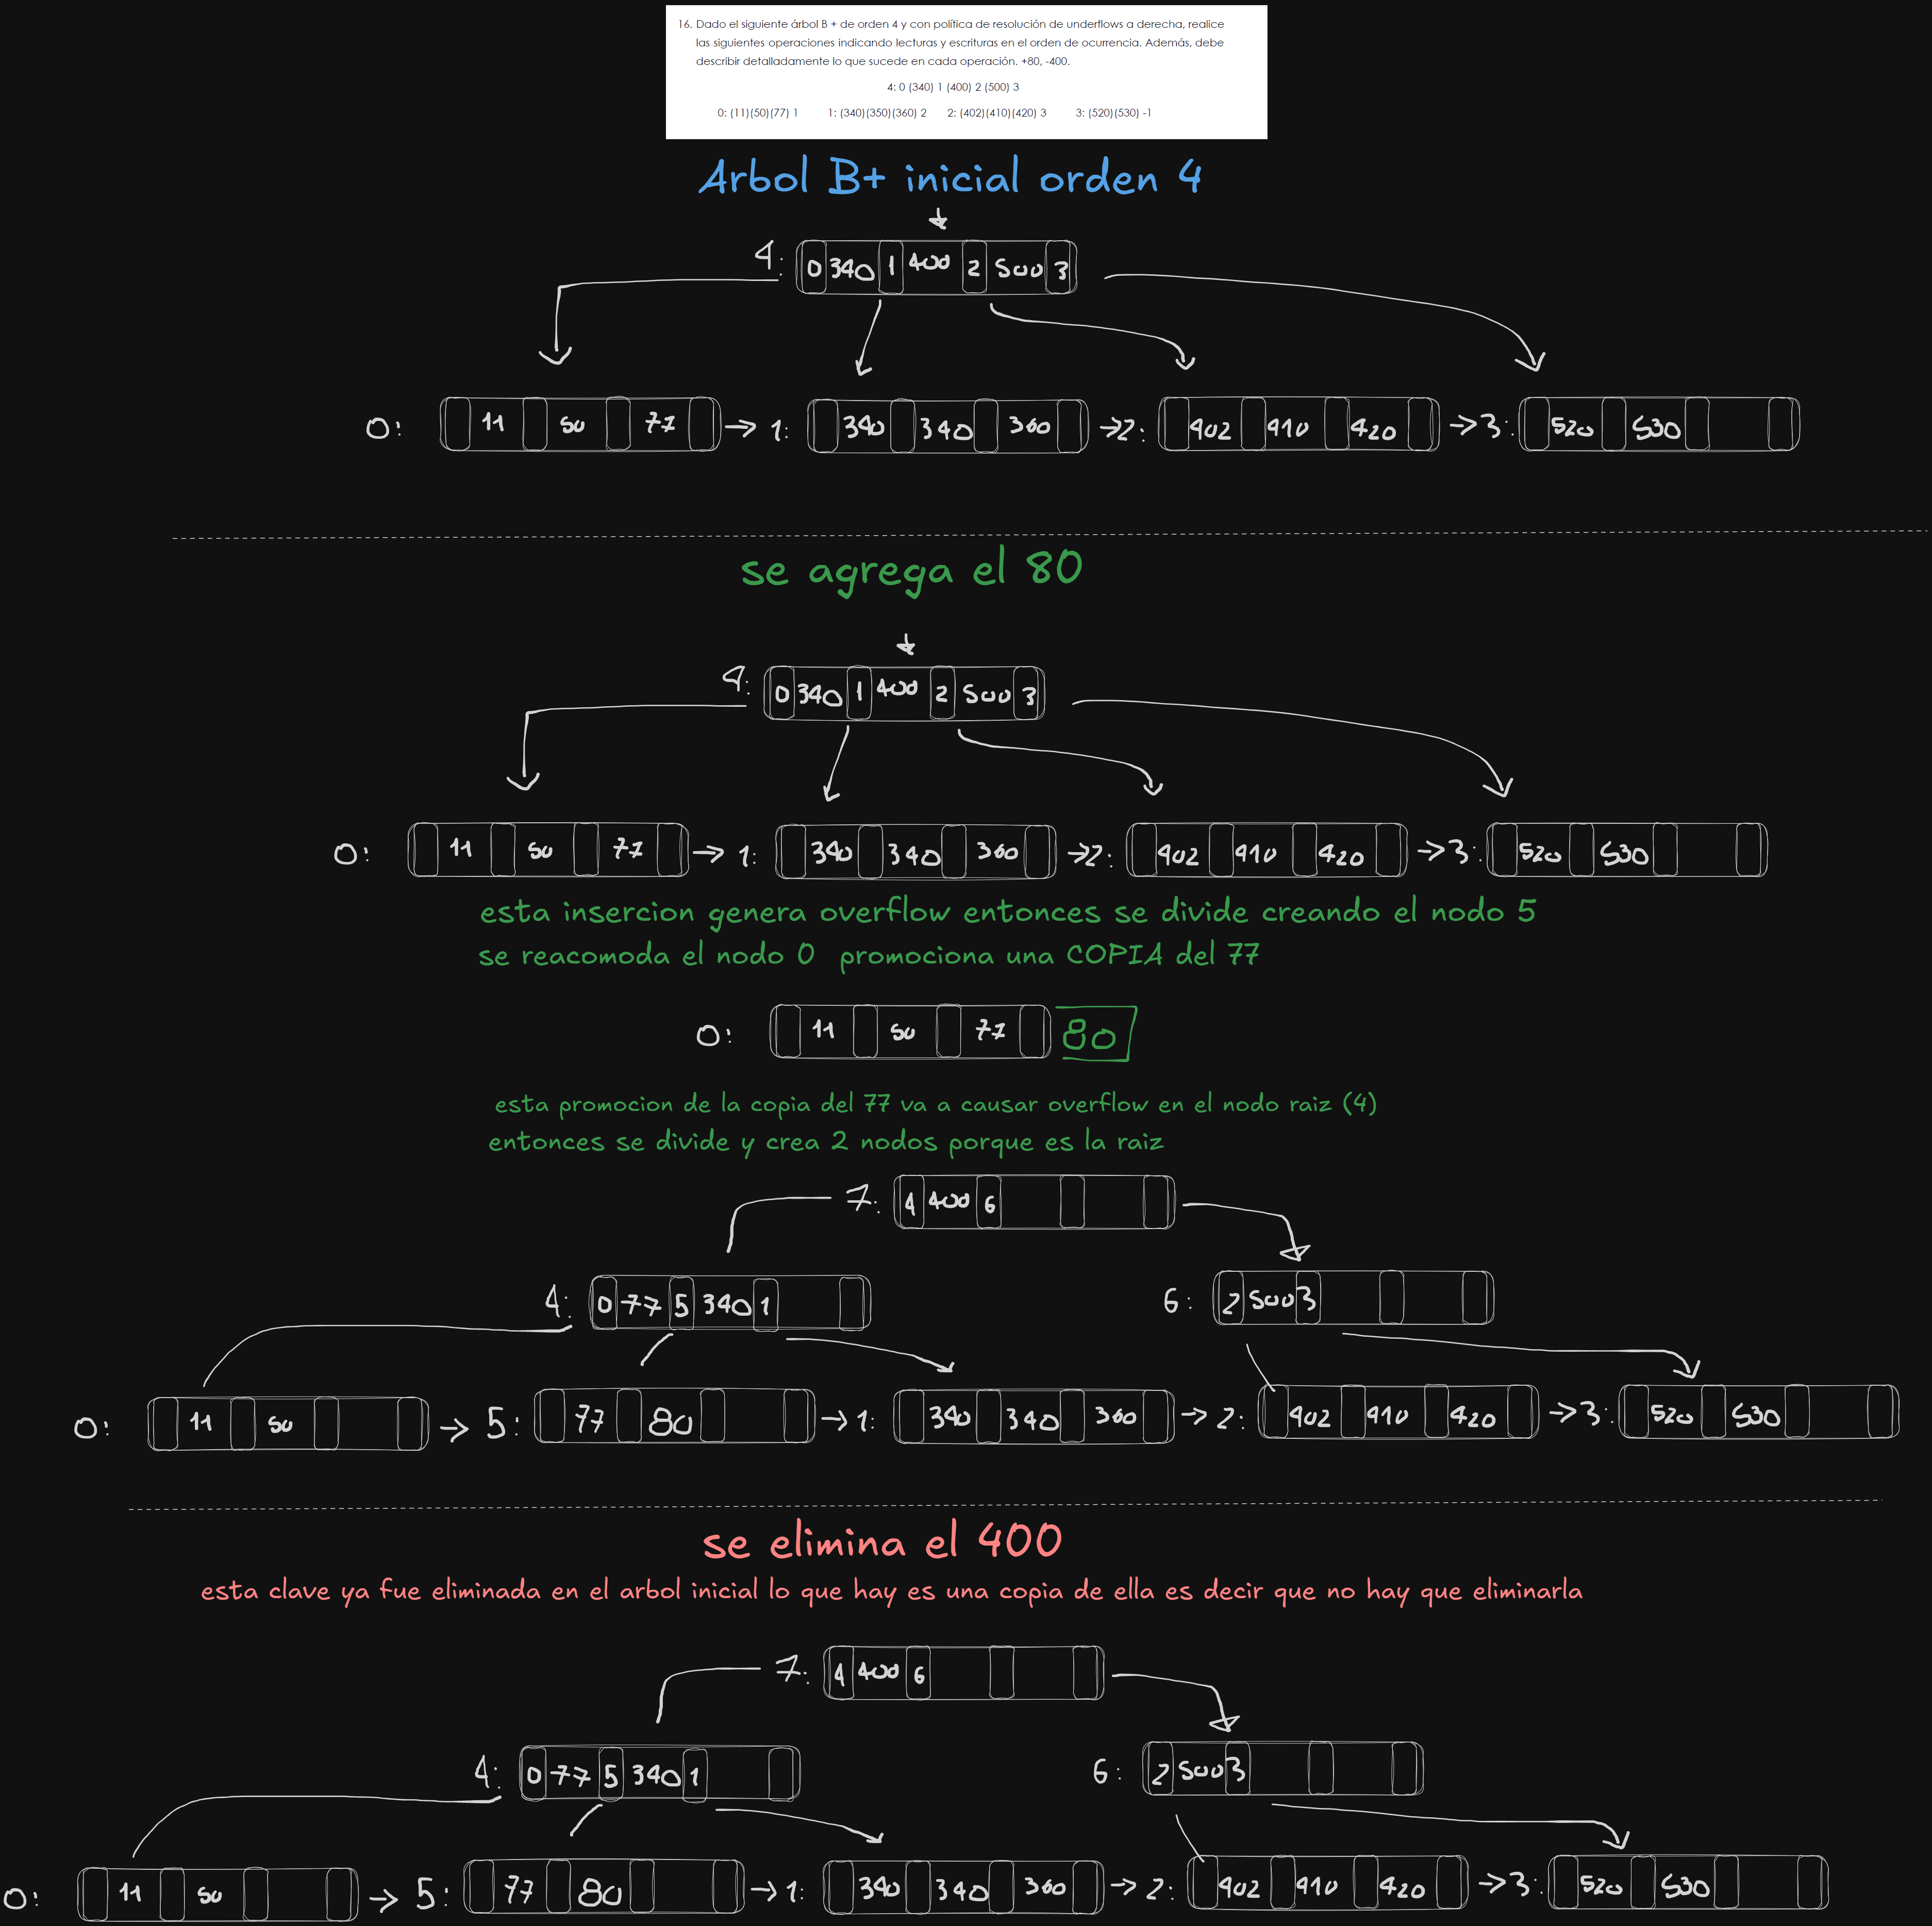 16. Dado el siguiente árbol B + de orden 4 y con política de resolución de underflows a derecha, realice
las siguientes operaciones indicando lecturas y escrituras en el orden de ocurrencia. Además, debe
describir detalladamente lo que sucede en cada operación. +80, -400.
4: 0 (340) 1 (400) 2 (500) 3
0: (11)(50)(77) 1 1: (340)(350)(360) 2 2: (402)(410)(420) 3 3: (520)(530) -1
Arbol B+ inicial orden 4
4: 0 340 1 400 2 500 3
0: 11 50 77 1: 340 340 360 2: 402 410 420 3: 520 530
se agrega el 80
4: 0 340 1 400 2 500 3
0: 11 50 77 1: 340 340 360 2: 402 410 420 3: 520 530
esta insercion genera overflow entonces se divide creando el nodo 5
se reacomoda el nodo 0 promociona una COPIA del 77
0: 11 50 77 80
esta promocion de la copia del 77 va a causar overflow en el nodo raiz (4)
entonces se divide y crea 2 nodos porque es la raiz
7: 4 400 6
4: 0 77 5 340 1 6: 2 500 3
0: 11 50 5: 77 80 1: 340 340 360 2: 402 410 420 3: 520 530
se elimina el 400
esta clave ya fue eliminada en el arbol inicial lo que hay es una copia de ella es decir que no hay que eliminarla
7: 4 400 6
4: 0 77 5 340 1 6: 2 500 3
0: 11 50 5: 77 80 1: 340 340 360 2: 402 410 420 3: 520 530